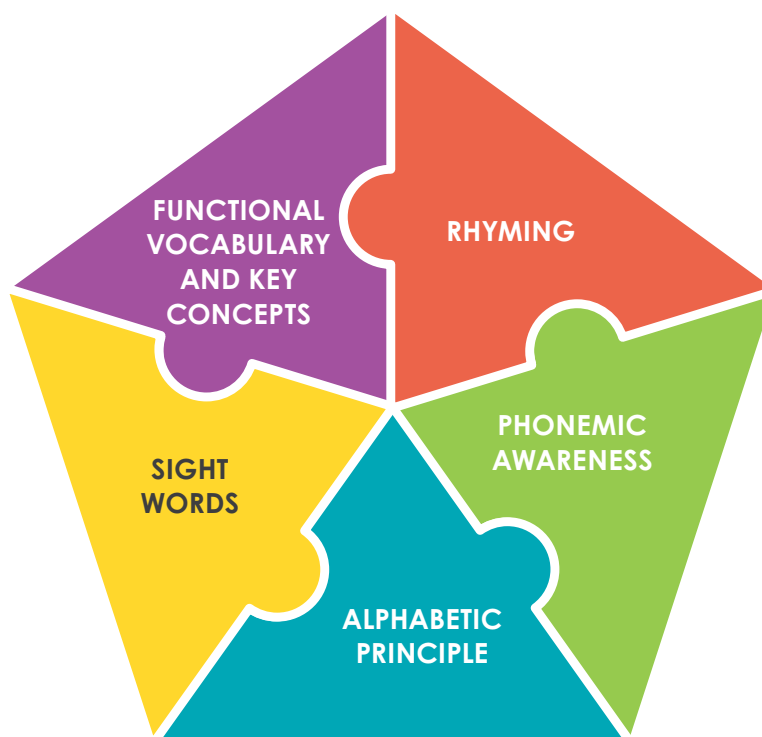 FUNCTIONAL
VOCABULARY
AND KEY
CONCEPTS
RHYMING
PHONEMIC
AWARENESS
SIGHT
WORDS
ALPHABETIC
PRINCIPLE